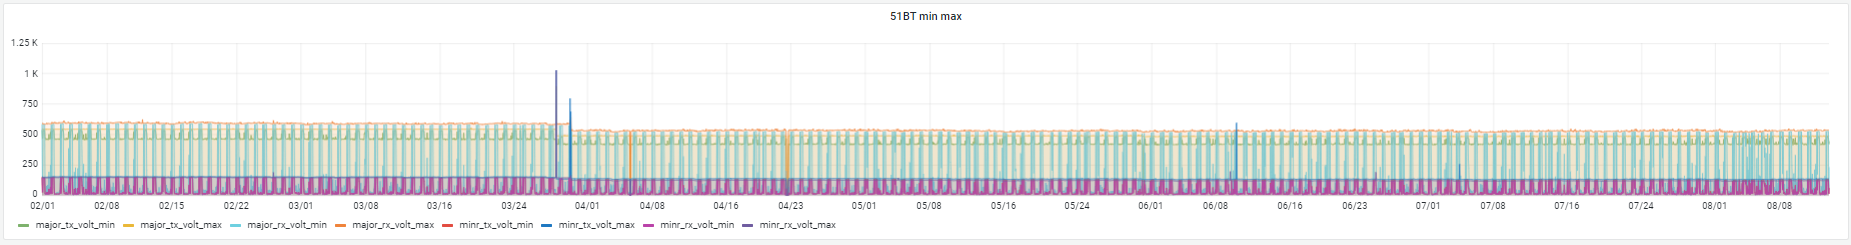 51BT min max
1.25 K
1 K
750
500
250
0
02/01 02/08 02/15 02/22 03/01 03/08 03/16 03/24 04/01 04/08 04/16 04/23 05/01 05/08 05/16 05/24 06/01 06/08 06/16 06/23 07/01 07/08 07/16 07/24 08/01 08/08
major_tx_volt_min major_tx_volt_max major_rx_volt_min major_rx_volt_max minr_tx_volt_min minr_tx_volt_max minr_rx_volt_min minr_rx_volt_max